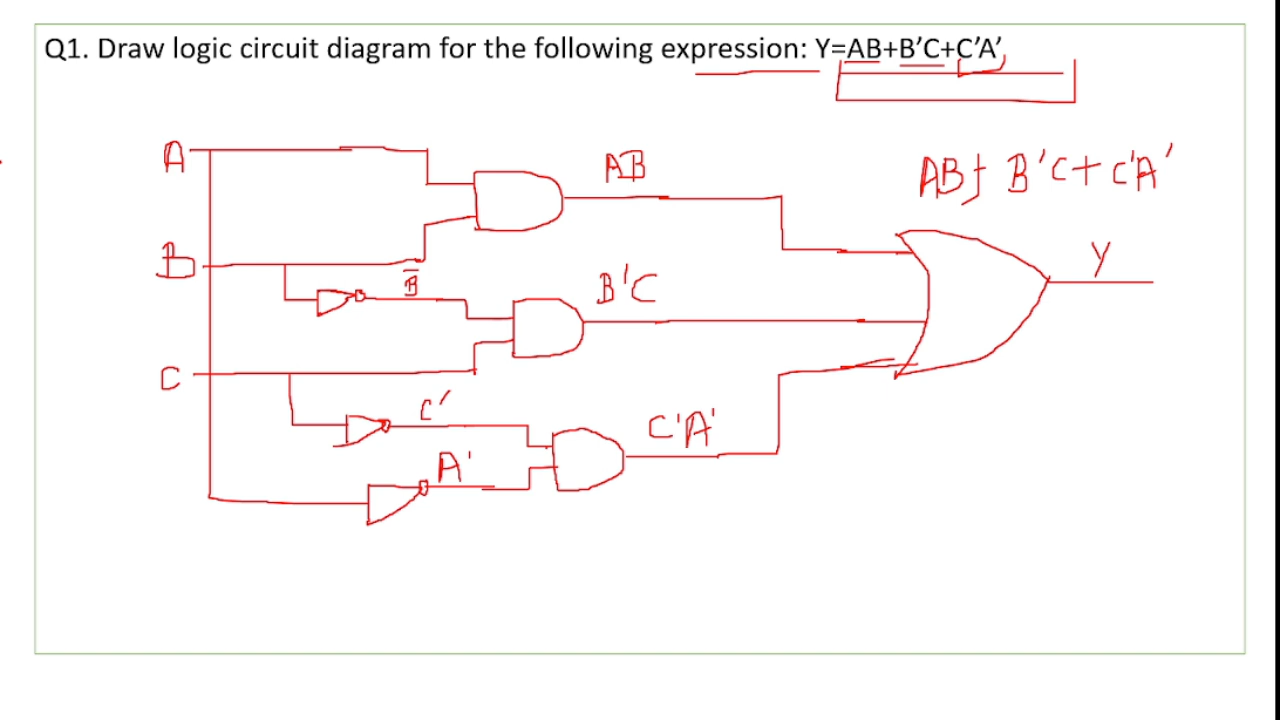 Q1. Draw logic circuit diagram for the following expression: Y=AB+B’C+C’A’
A
AB
AB+ B'C+ C'A'
B
B̅
B'C
Y
C
C'
C'A'
A'